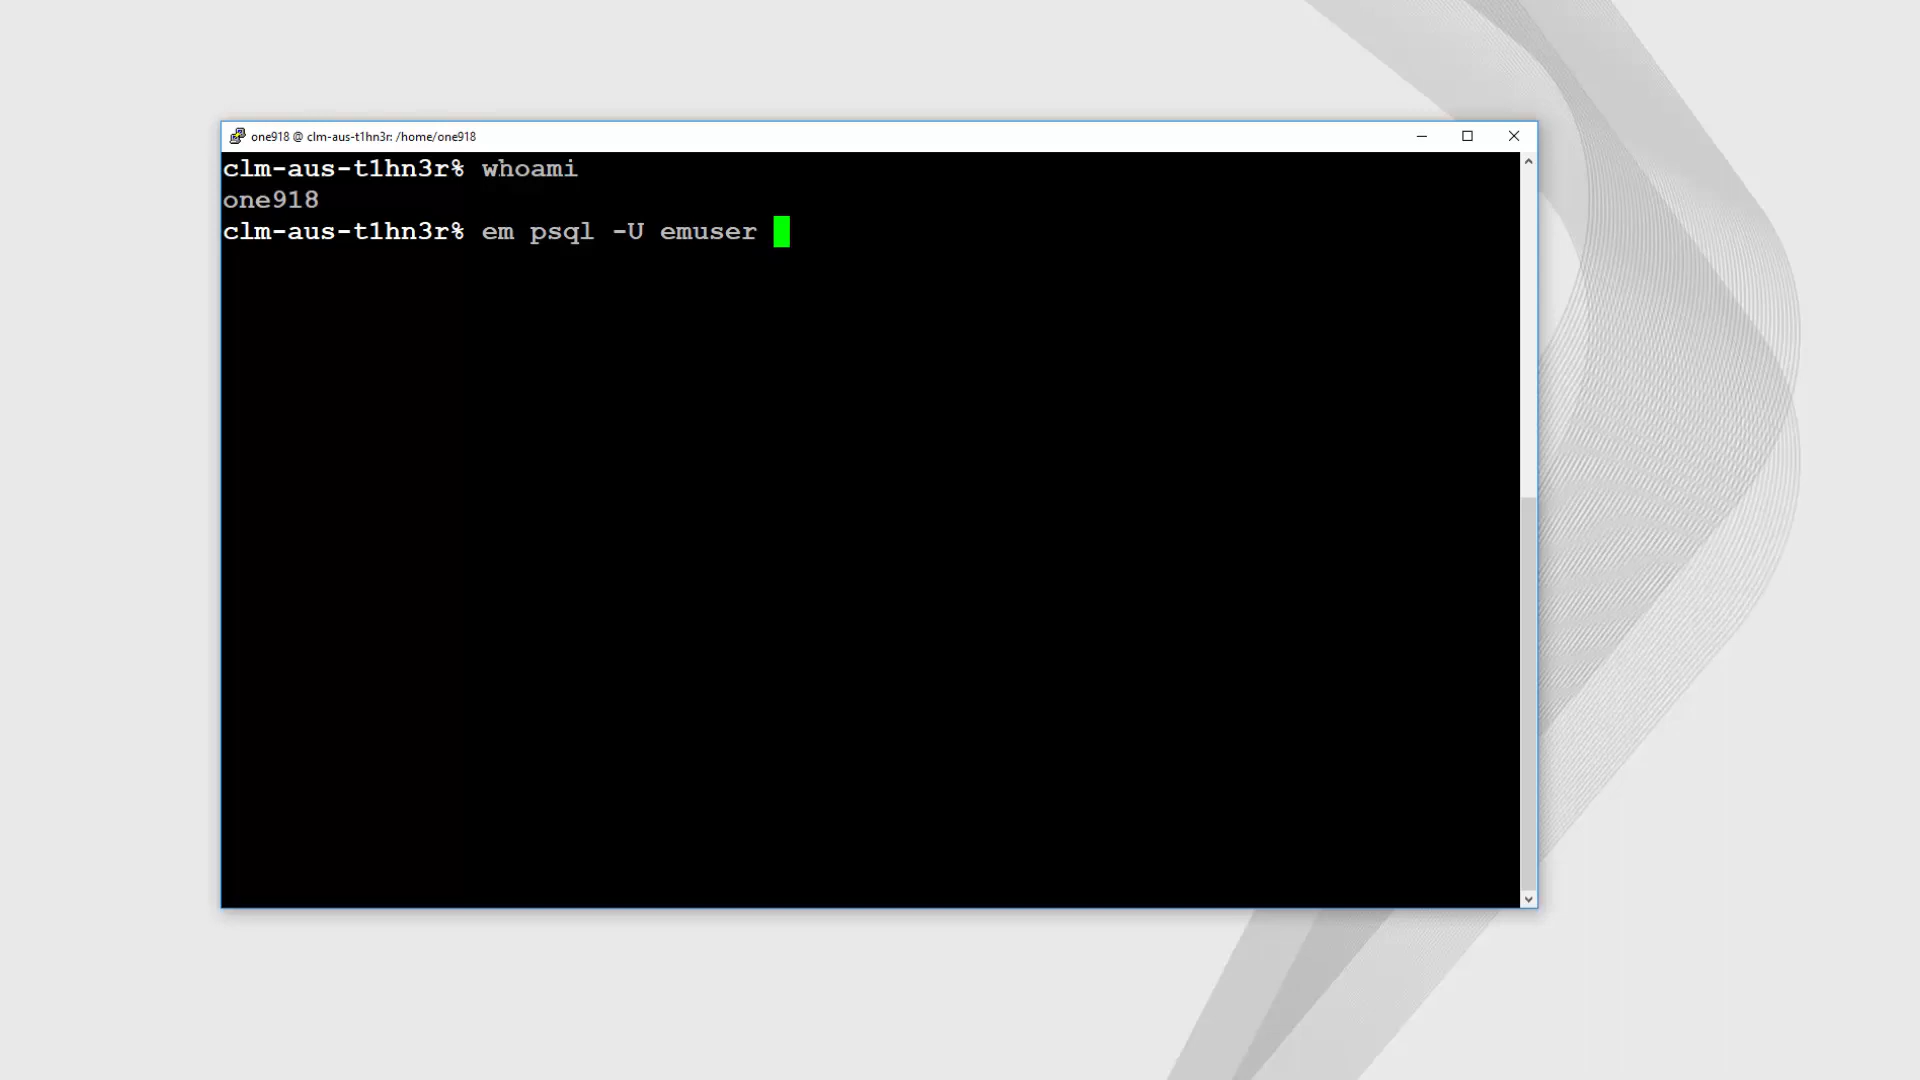 one918 @ clm-aus-t1hn3r: /home/one918
clm-aus-t1hn3r% whoami
one918
clm-aus-t1hn3r% em psql -U emuser